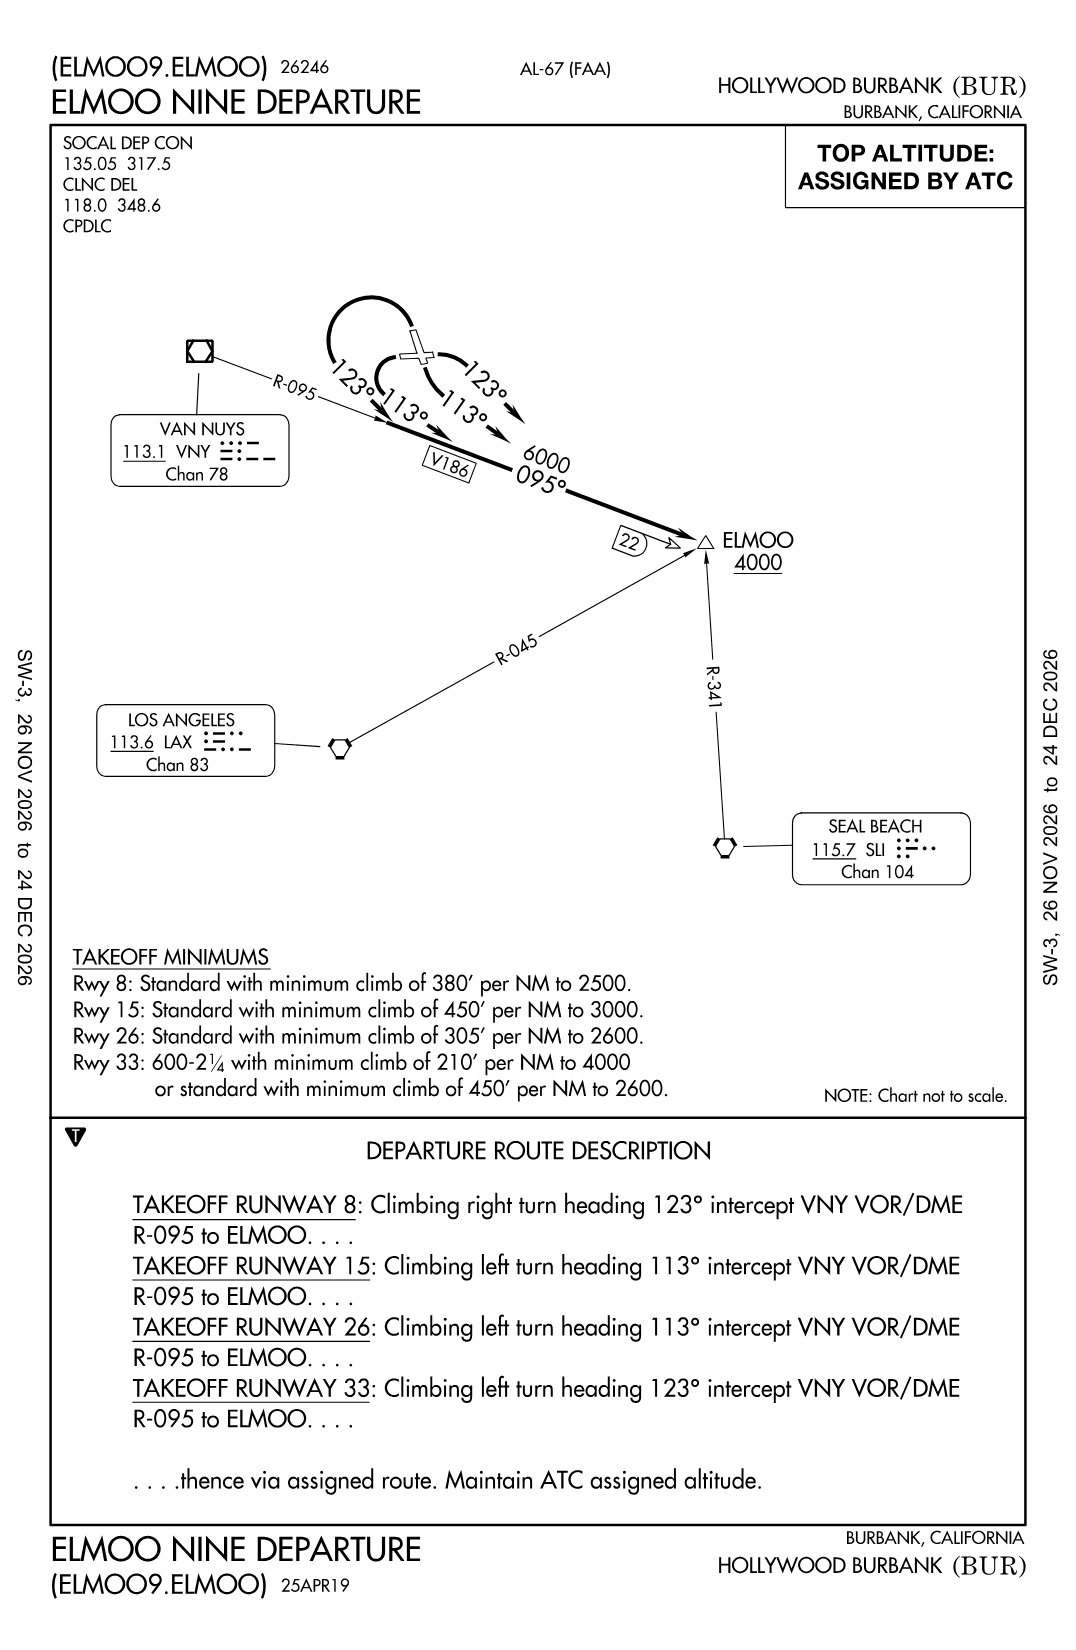 (ELMOO9.ELMOO) 26246
AL-67 (FAA)
HOLLYWOOD BURBANK (BUR)
ELMOO NINE DEPARTURE
BURBANK, CALIFORNIA
SOCAL DEP CON
135.05 317.5
CLNC DEL
118.0 348.6
CPDLC
TOP ALTITUDE:
ASSIGNED BY ATC
R-095
123°
113°
113°
123°
VAN NUYS
113.1 VNY
Chan 78
V186
6000
095°
22
ELMOO
4000
R-045
R-341
LOS ANGELES
113.6 LAX
Chan 83
SEAL BEACH
115.7 SLI
Chan 104
SW-3, 26 NOV 2026 to 24 DEC 2026
SW-3, 26 NOV 2026 to 24 DEC 2026
TAKEOFF MINIMUMS
Rwy 8: Standard with minimum climb of 380' per NM to 2500.
Rwy 15: Standard with minimum climb of 450' per NM to 3000.
Rwy 26: Standard with minimum climb of 305' per NM to 2600.
Rwy 33: 600-2¼ with minimum climb of 210' per NM to 4000
or standard with minimum climb of 450' per NM to 2600.
NOTE: Chart not to scale.
T
DEPARTURE ROUTE DESCRIPTION
TAKEOFF RUNWAY 8: Climbing right turn heading 123° intercept VNY VOR/DME
R-095 to ELMOO. . . .
TAKEOFF RUNWAY 15: Climbing left turn heading 113° intercept VNY VOR/DME
R-095 to ELMOO. . . .
TAKEOFF RUNWAY 26: Climbing left turn heading 113° intercept VNY VOR/DME
R-095 to ELMOO. . . .
TAKEOFF RUNWAY 33: Climbing left turn heading 123° intercept VNY VOR/DME
R-095 to ELMOO. . . .
. . . .thence via assigned route. Maintain ATC assigned altitude.
ELMOO NINE DEPARTURE
BURBANK, CALIFORNIA
(ELMOO9.ELMOO) 25APR19
HOLLYWOOD BURBANK (BUR)